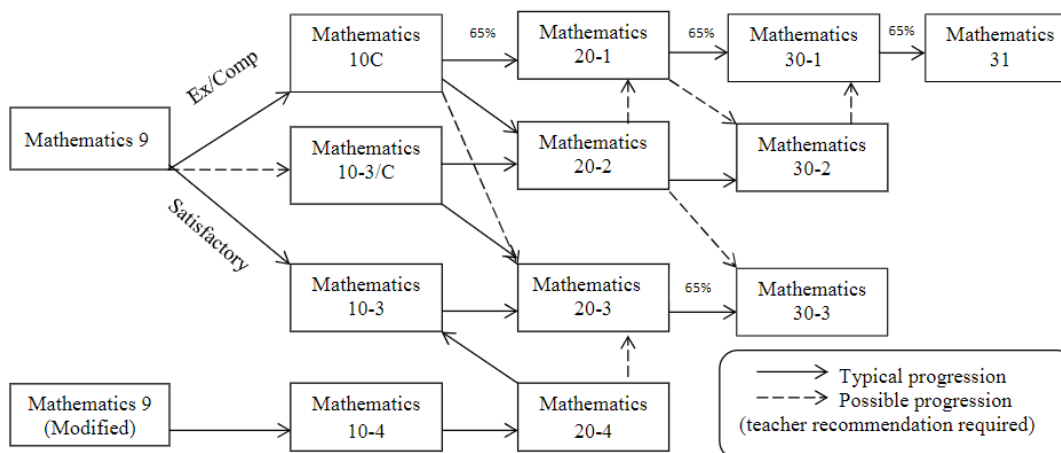 Mathematics
10C
65%
Mathematics
20-1
65%
Mathematics
30-1
65%
Mathematics
31
Ex/Comp
Mathematics 9
Mathematics
10-3/C
Mathematics
20-2
Mathematics
30-2
Satisfactory
Mathematics
10-3
Mathematics
20-3
65%
Mathematics
30-3
Mathematics 9
(Modified)
Mathematics
10-4
Mathematics
20-4
Typical progression
Possible progression
(teacher recommendation required)